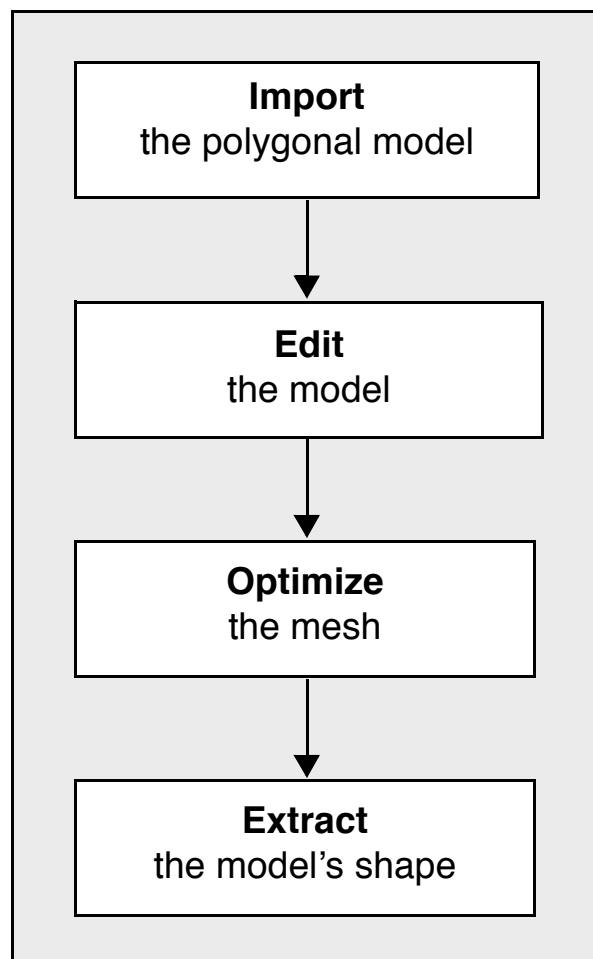 Import
the polygonal model
Edit
the model
Optimize
the mesh
Extract
the model’s shape